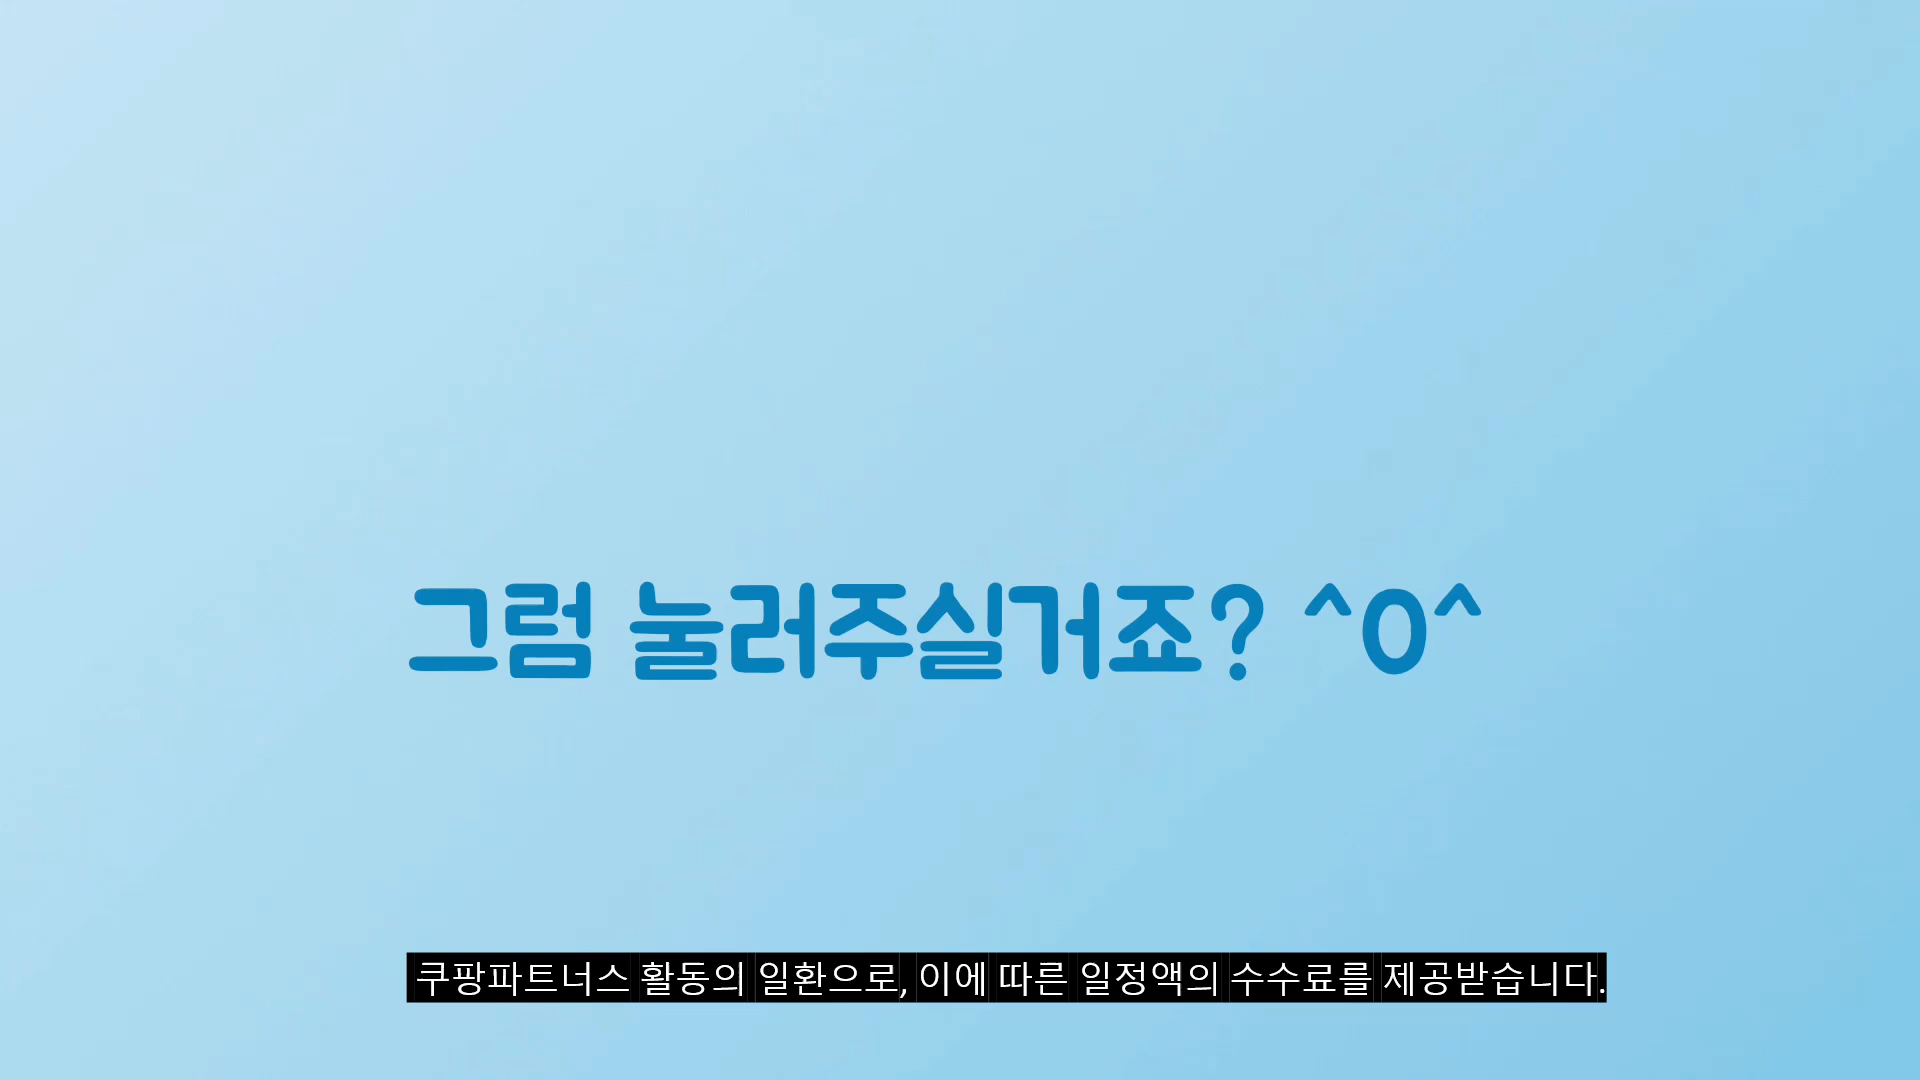 그럼 눌러주실거죠? ^0^
쿠팡파트너스 활동의 일환으로, 이에 따른 일정액의 수수료를 제공받습니다.